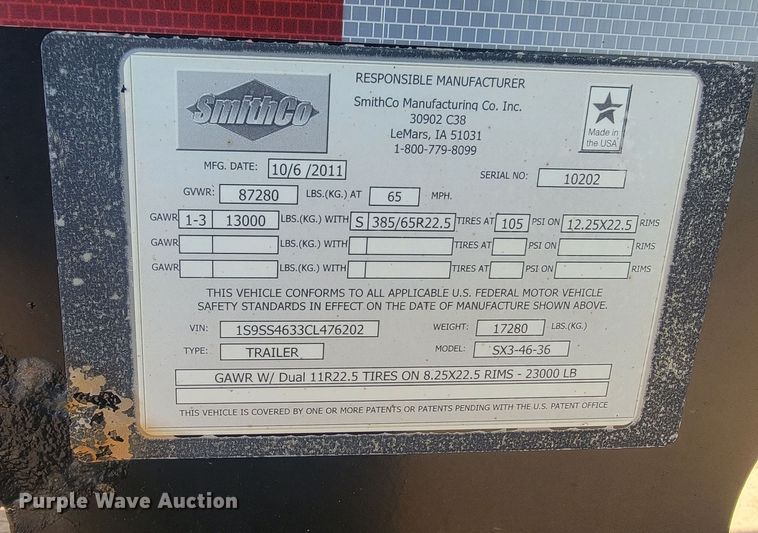 SmithCo
RESPONSIBLE MANUFACTURER
SmithCo Manufacturing Co. Inc.
30902 C38
LeMars, IA 51031
1-800-779-8099
Made in
the USA
MFG. DATE: 10/6 /2011
SERIAL NO: 10202
GVWR: 87280 LBS.(KG.) AT 65 MPH.
GAWR 1-3 13000 LBS.(KG.) WITH S 385/65R22.5 TIRES AT 105 PSI ON 12.25X22.5 RIMS
GAWR LBS.(KG.) WITH TIRES AT PSI ON RIMS
GAWR LBS.(KG.) WITH TIRES AT PSI ON RIMS
THIS VEHICLE CONFORMS TO ALL APPLICABLE U.S. FEDERAL MOTOR VEHICLE
SAFETY STANDARDS IN EFFECT ON THE DATE OF MANUFACTURE SHOWN ABOVE.
VIN: 1S9SS4633CL476202 WEIGHT: 17280 LBS.(KG.)
TYPE: TRAILER MODEL: SX3-46-36
GAWR W/ Dual 11R22.5 TIRES ON 8.25X22.5 RIMS - 23000 LB
THIS VEHICLE IS COVERED BY ONE OR MORE PATENTS OR PATENTS PENDING WITH THE U.S. PATENT OFFICE
Purple Wave Auction